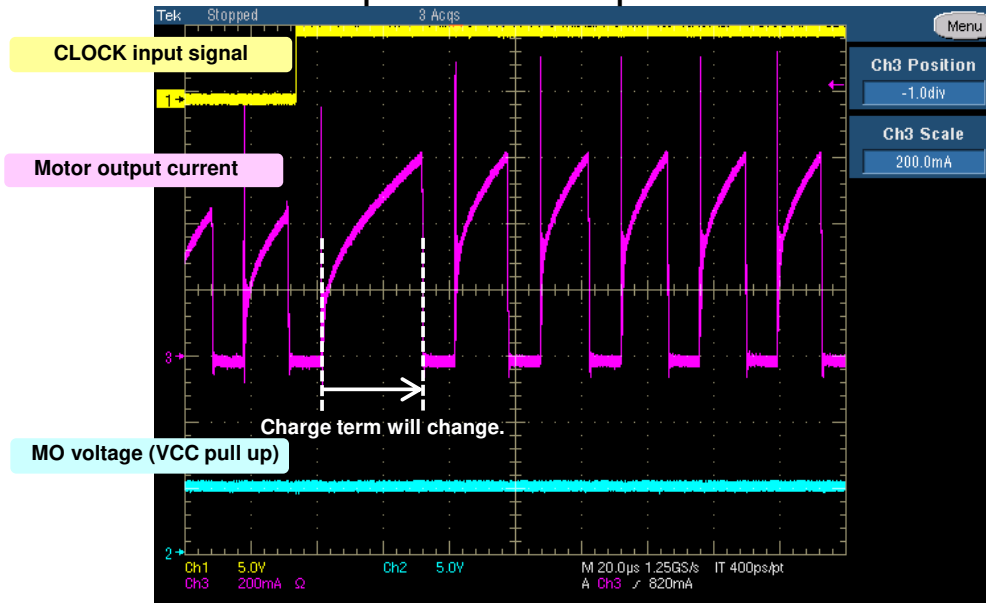 Tek Stopped 3 Acqs
Menu
CLOCK input signal
Ch3 Position
-1.0div
1
Ch3 Scale
200.0mA
Motor output current
3
Charge term will change.
MO voltage (VCC pull up)
2
Ch1 5.0V Ch2 5.0V M 20.0µs 1.25GS/s IT 400ps/pt
Ch3 200mA Ω A Ch3 820mA